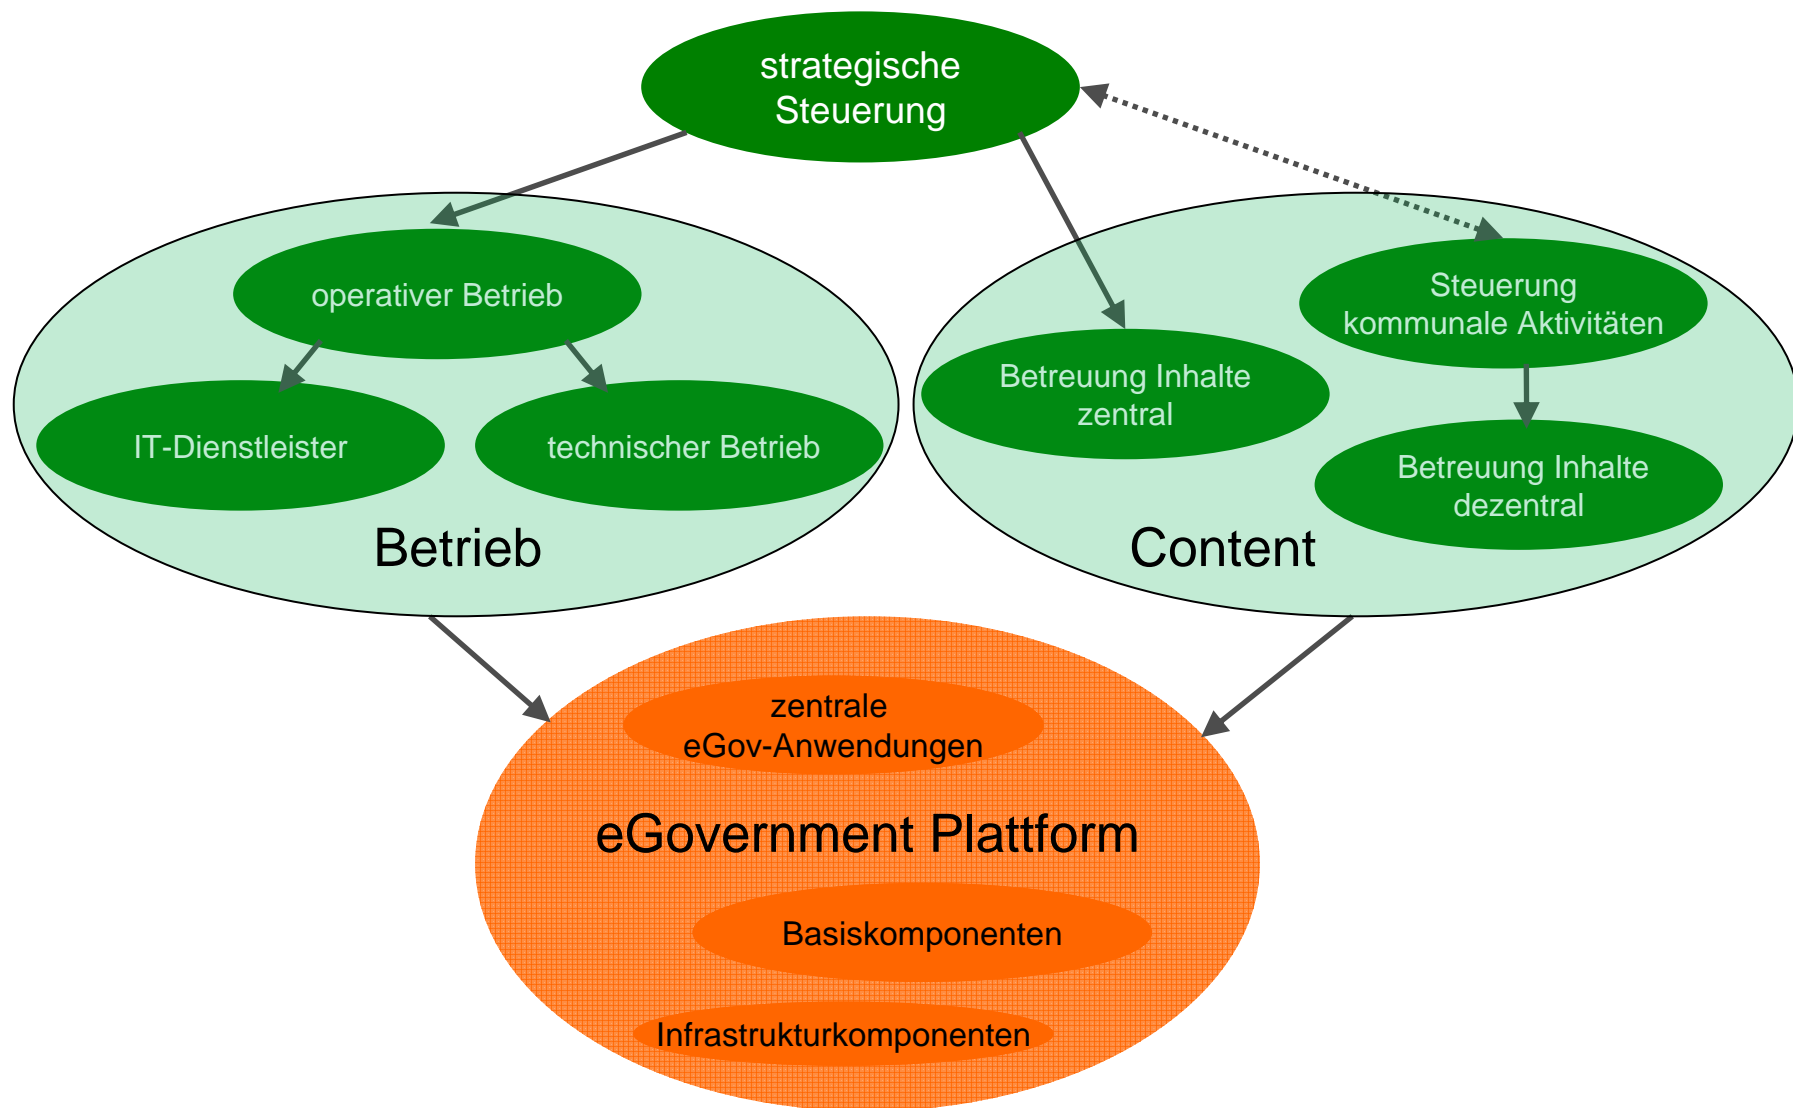 strategische
Steuerung
operativer Betrieb
IT-Dienstleister
technischer Betrieb
Betrieb
Steuerung
kommunale Aktivitäten
Betreuung Inhalte
zentral
Betreuung Inhalte
dezentral
Content
zentrale
eGov-Anwendungen
eGovernment Plattform
Basiskomponenten
Infrastrukturkomponenten